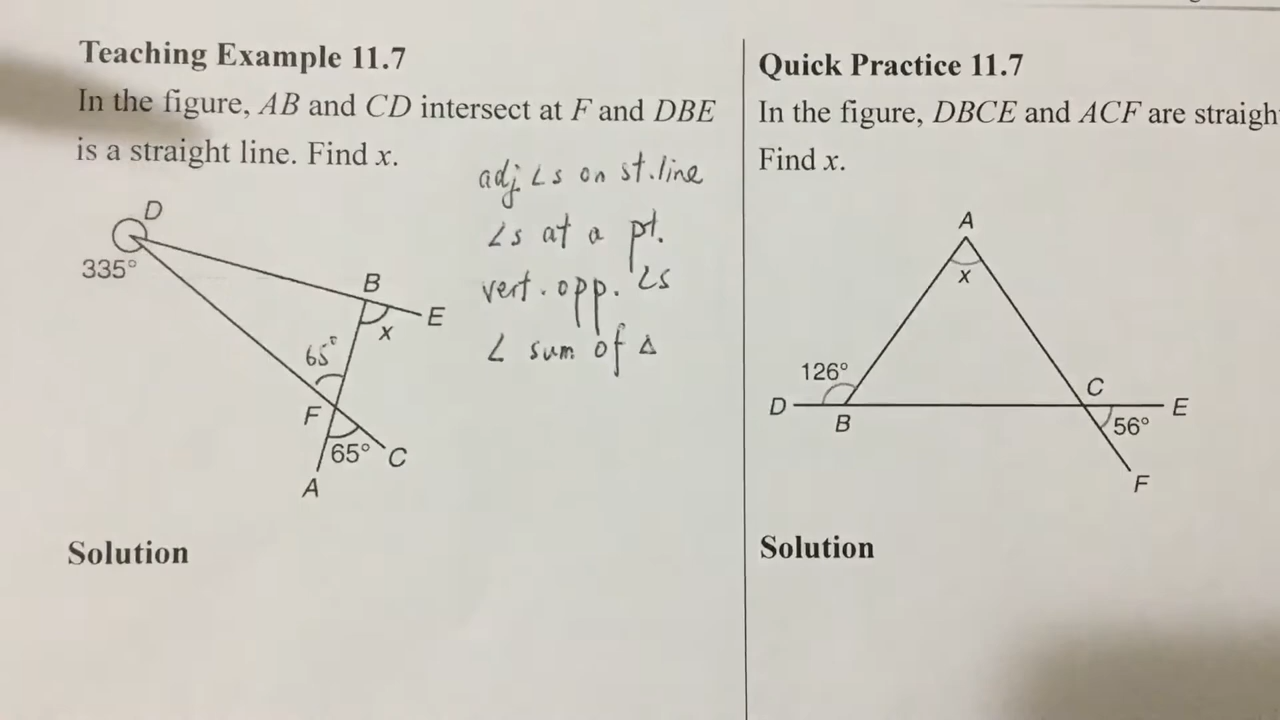 Teaching Example 11.7
In the figure, AB and CD intersect at F and DBE
is a straight line. Find x.
adj ∠s on st.line
∠s at a pt.
vert. opp. ∠s
∠ sum of Δ
D
335°
B
E
x
65°
F
65°
C
A
Solution
Quick Practice 11.7
In the figure, DBCE and ACF are
Find x.
A
x
126°
D
B
C
E
56°
F
Solution